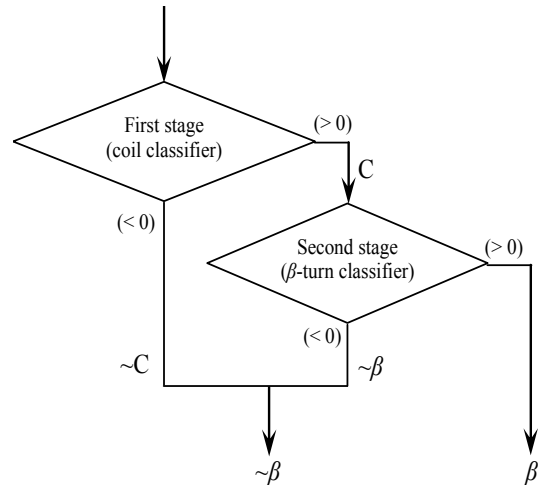 First stage
(coil classifier)
(> 0)
C
(< 0)
Second stage
(β-turn classifier)
(> 0)
(< 0)
~C
~β
~β
β